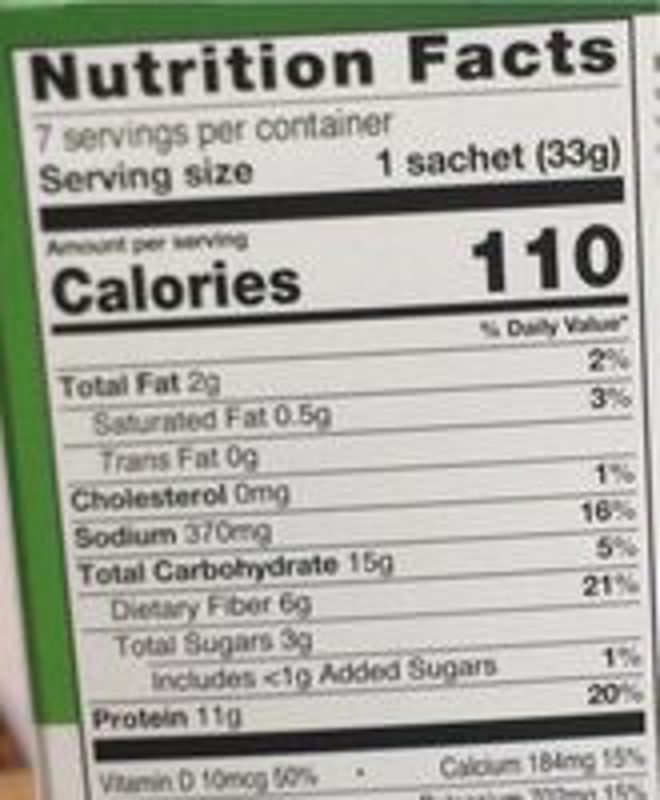 Nutrition Facts
7 servings per container
Serving size 1 sachet (33g)
Amount per serving
Calories 110
% Daily Value*
Total Fat 2g 2%
Saturated Fat 0.5g 3%
Trans Fat 0g
Cholesterol 0mg 1%
Sodium 370mg 16%
Total Carbohydrate 15g 5%
Dietary Fiber 6g 21%
Total Sugars 3g
Includes <1g Added Sugars 1%
Protein 11g 20%
Vitamin D 10mcg 50% • Calcium 184mg 15%
15%